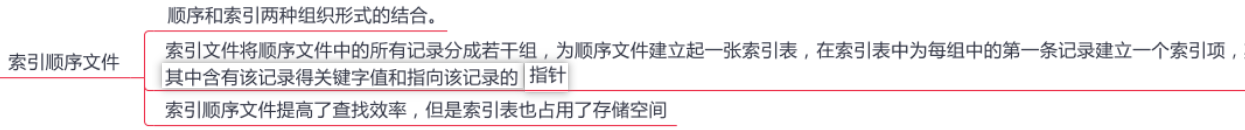 顺序和索引两种组织形式的结合。
索引顺序文件
索引文件将顺序文件中的所有记录分成若干组，为顺序文件建立起一张索引表，在索引表中为每组中的第一条记录建立一个索引项，
其中含有该记录得关键字值和指向该记录的 指针
索引顺序文件提高了查找效率，但是索引表也占用了存储空间